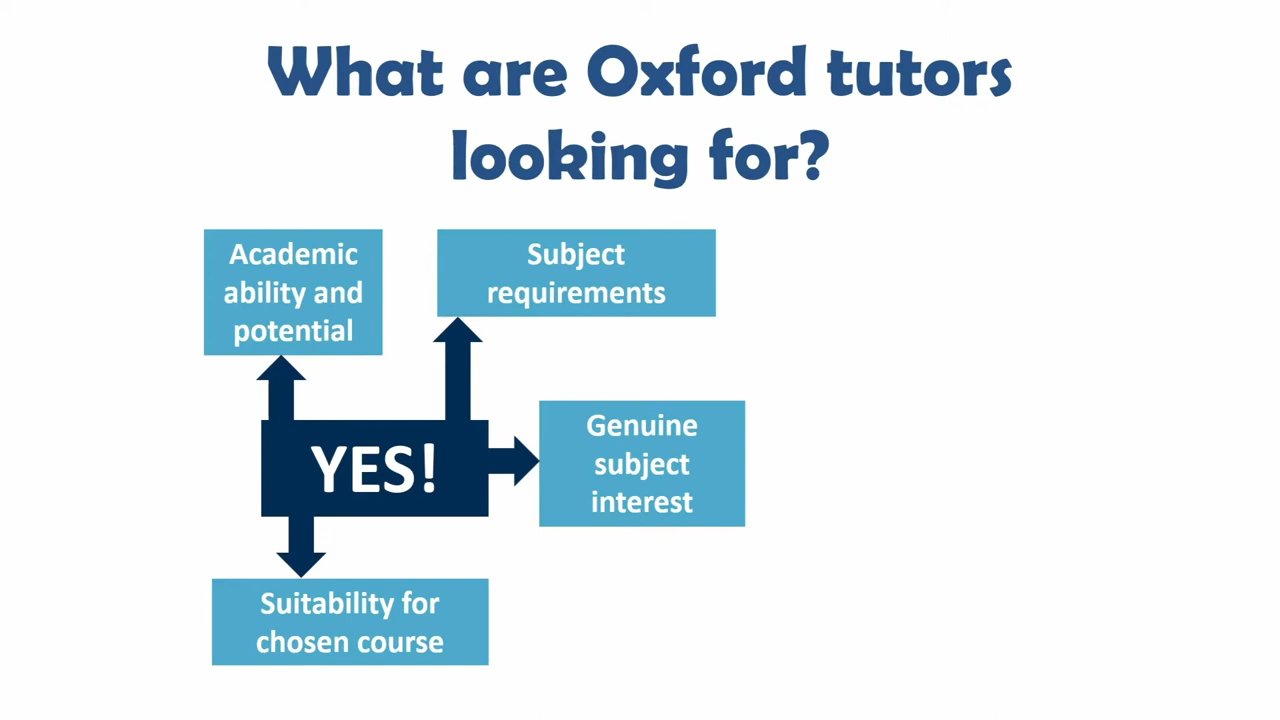 What are Oxford tutors
looking for?
Academic
ability and
potential
Subject
requirements
YES!
Genuine
subject
interest
Suitability for
chosen course